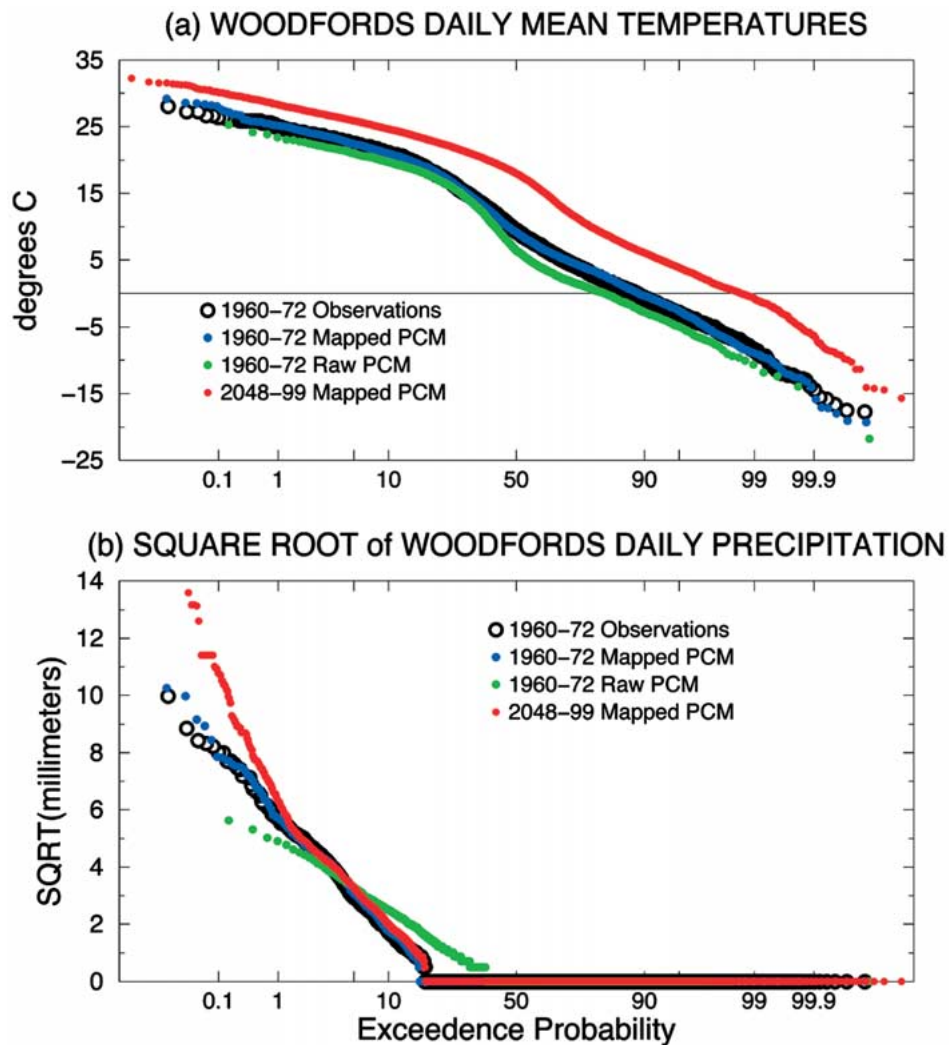 (a) WOODFORDS DAILY MEAN TEMPERATURES
35
25
15
5
−5
−15
−25
degrees C
1960−72 Observations
1960−72 Mapped PCM
1960−72 Raw PCM
2048−99 Mapped PCM
0.1 1 10 50 90 99 99.9
(b) SQUARE ROOT of WOODFORDS DAILY PRECIPITATION
14
12
10
8
6
4
2
0
SQRT(millimeters)
1960−72 Observations
1960−72 Mapped PCM
1960−72 Raw PCM
2048−99 Mapped PCM
0.1 1 10 50 90 99 99.9
Exceedence Probability